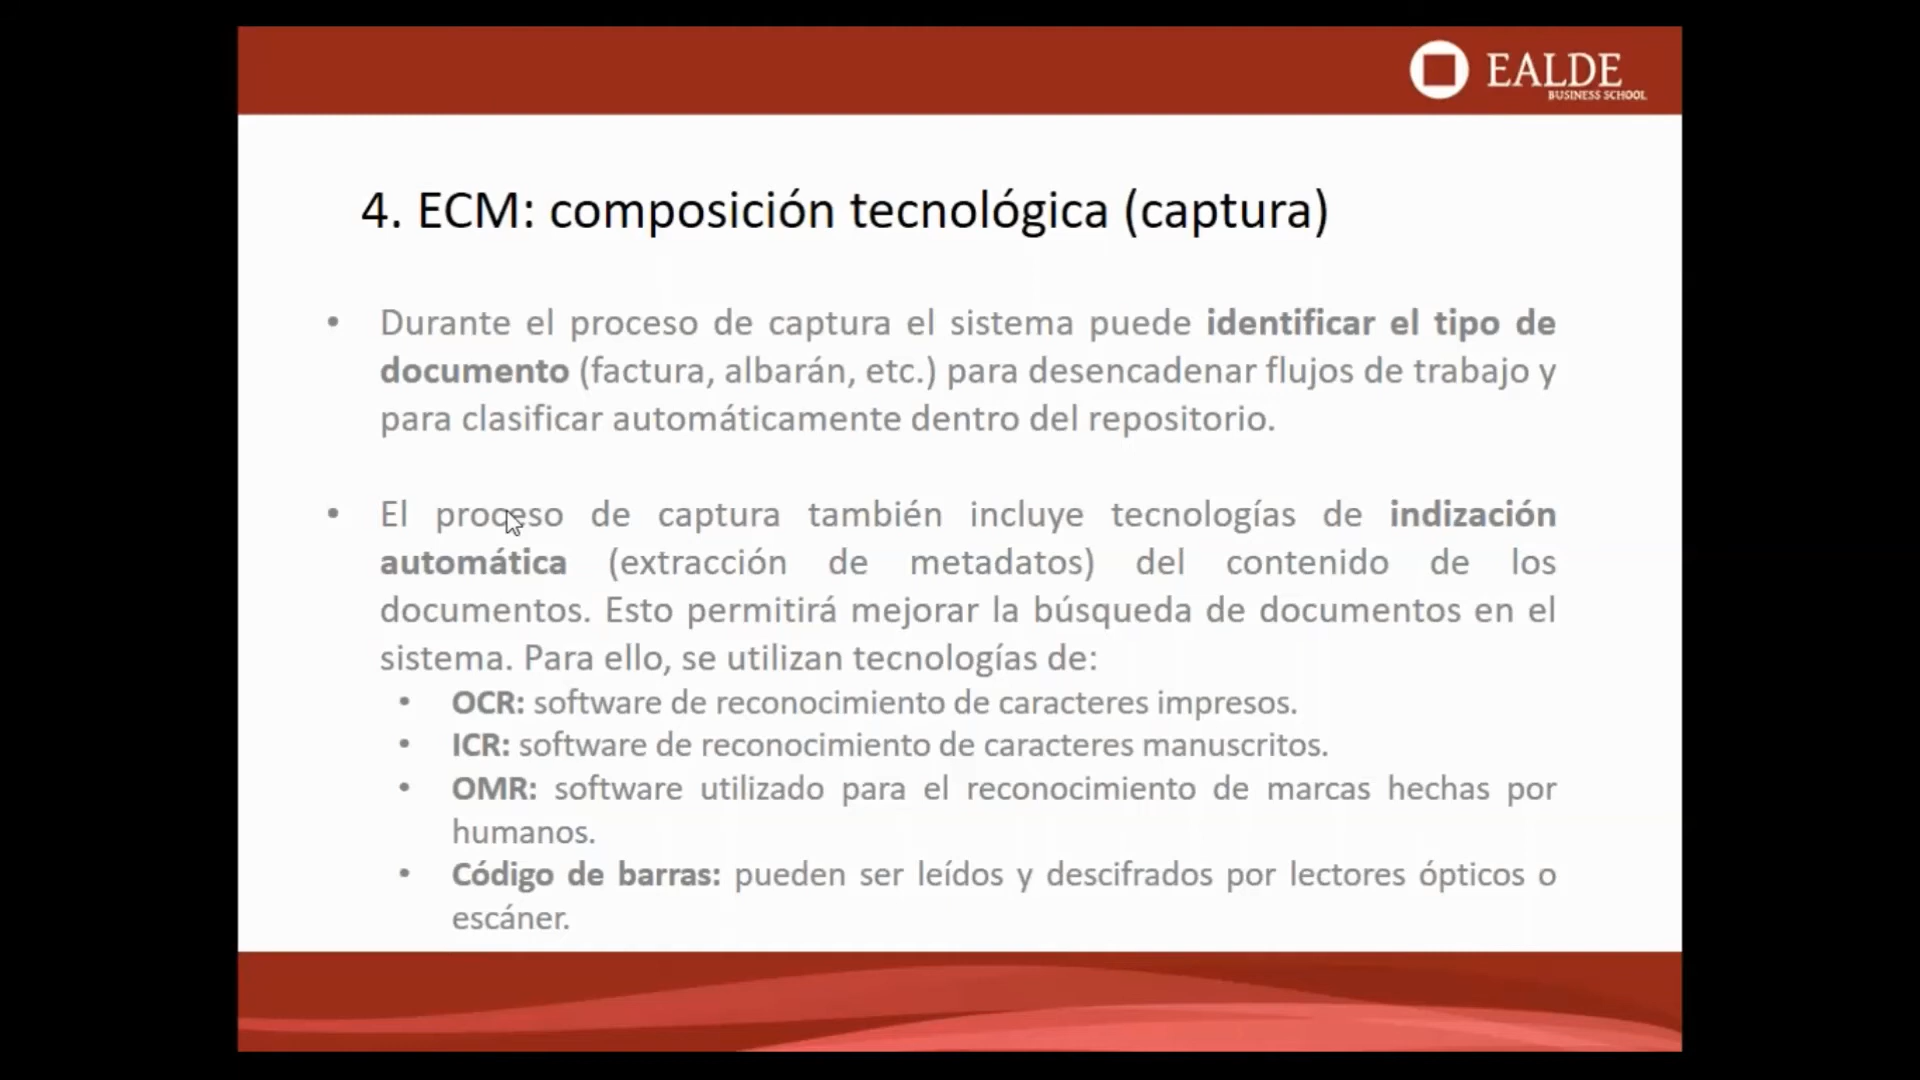 EALDE
BUSINESS SCHOOL
4. ECM: composición tecnológica (captura)
• Durante el proceso de captura el sistema puede identificar el tipo de
documento (factura, albarán, etc.) para desencadenar flujos de trabajo y
para clasificar automáticamente dentro del repositorio.
• El proceso de captura también incluye tecnologías de indización
automática (extracción de metadatos) del contenido de los
documentos. Esto permitirá mejorar la búsqueda de documentos en el
sistema. Para ello, se utilizan tecnologías de:
• OCR: software de reconocimiento de caracteres impresos.
• ICR: software de reconocimiento de caracteres manuscritos.
• OMR: software utilizado para el reconocimiento de marcas hechas por
humanos.
• Código de barras: pueden ser leídos y descifrados por lectores ópticos o
escáner.